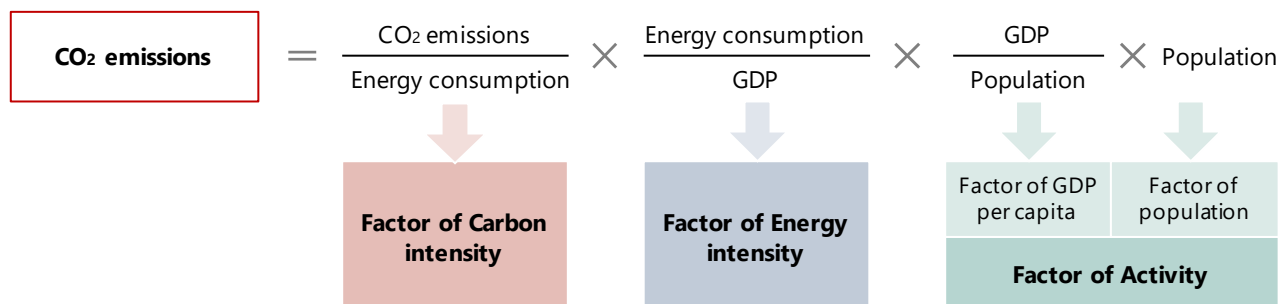 CO2 emissions = CO2 emissions / Energy consumption × Energy consumption / GDP × GDP / Population × Population
Factor of Carbon
intensity
Factor of Energy
intensity
Factor of GDP
per capita
Factor of
population
Factor of Activity